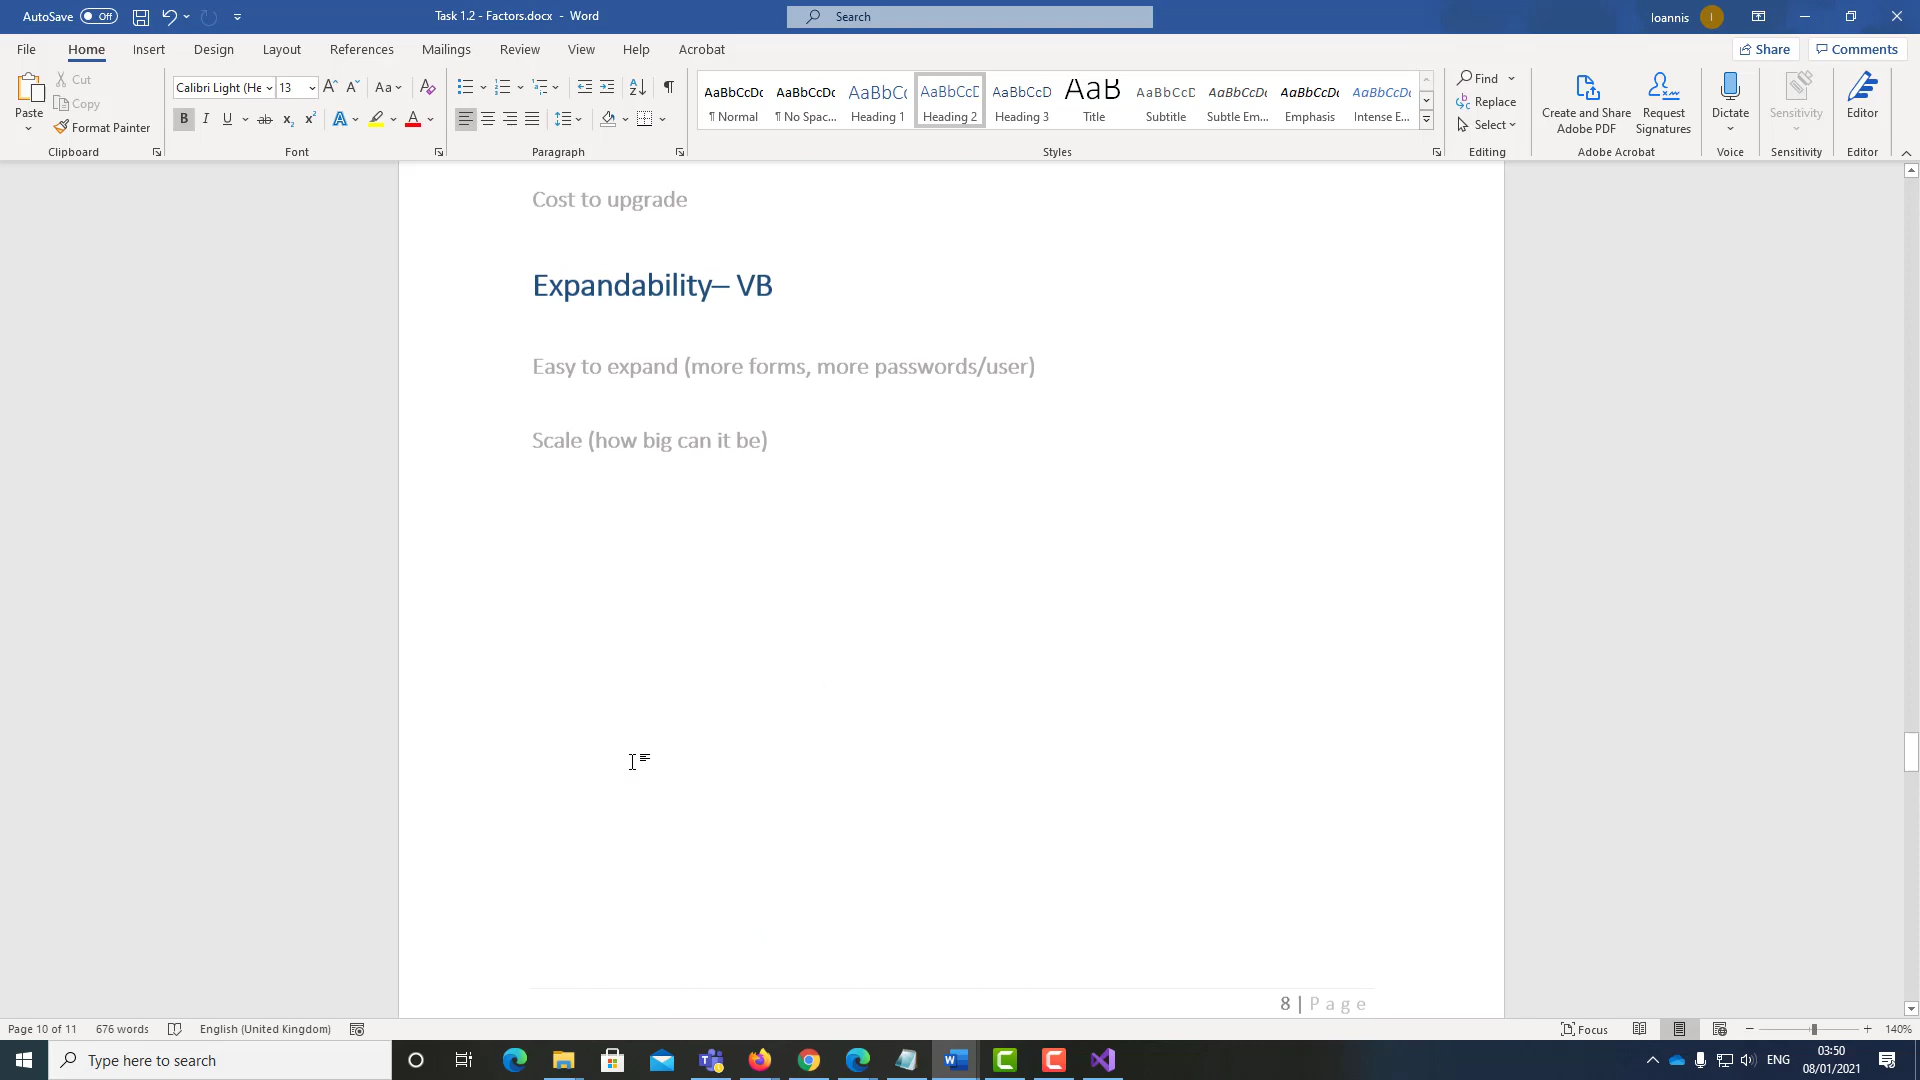 AutoSave Off Task 1.2 - Factors.docx - Word Search Ioannis I
File Home Insert Design Layout References Mailings Review View Help Acrobat Share Comments
Paste Cut Copy Format Painter
Calibri Light (He 13
AaBbCcDc AaBbCcDc AaBbCc AaBbCcD AaBbCcD AaB AaBbCcD AaBbCcDc AaBbCcDc AaBbCcDc
¶ Normal ¶ No Spac... Heading 1 Heading 2 Heading 3 Title Subtitle Subtle Em... Emphasis Intense E...
Find
Replace
Select
Create and Share Adobe PDF
Request Signatures
Dictate Sensitivity Editor
Clipboard Font Paragraph Styles Editing Adobe Acrobat Voice Sensitivity Editor
Cost to upgrade
Expandability– VB
Easy to expand (more forms, more passwords/user)
Scale (how big can it be)
8 | Page
Page 10 of 11 676 words English (United Kingdom) Focus 140%
Type here to search ENG 03:50
08/01/2021